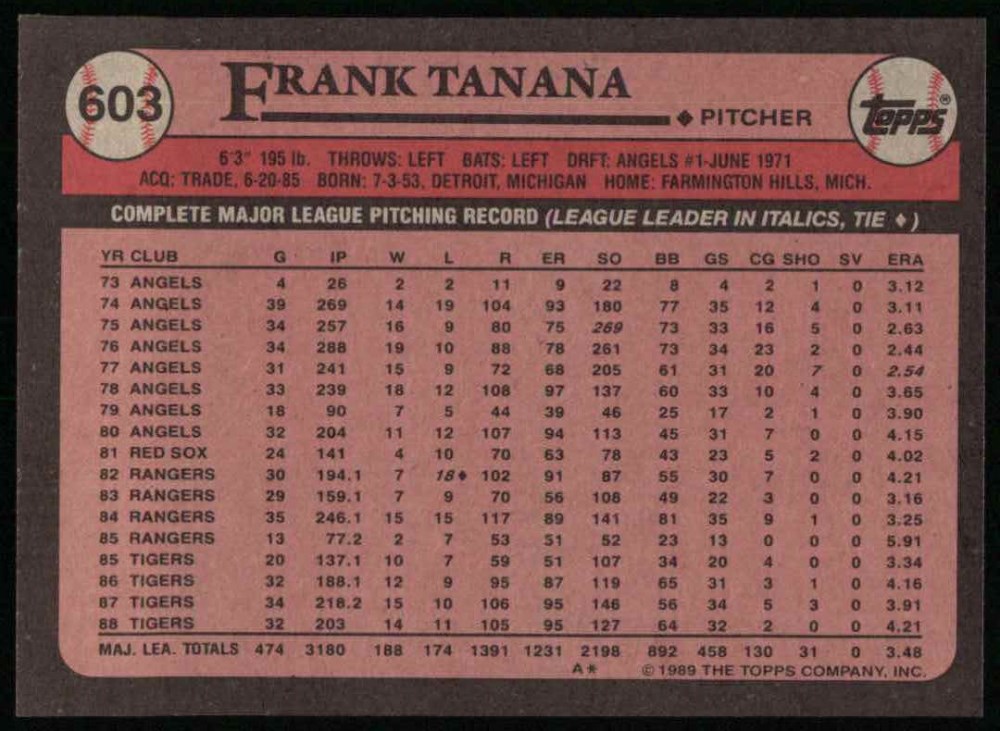 603
FRANK TANANA
♦ PITCHER
Topps®
6'3" 195 lb. THROWS: LEFT BATS: LEFT DRFT: ANGELS #1-JUNE 1971
ACQ: TRADE, 6-20-85 BORN: 7-3-53, DETROIT, MICHIGAN HOME: FARMINGTON HILLS, MICH.
COMPLETE MAJOR LEAGUE PITCHING RECORD (LEAGUE LEADER IN ITALICS, TIE ♦)
YR CLUB G IP W L R ER SO BB GS CG SHO SV ERA
73 ANGELS 4 26 2 2 11 9 22 8 4 2 1 0 3.12
74 ANGELS 39 269 14 19 104 93 180 77 35 12 4 0 3.11
75 ANGELS 34 257 16 9 80 75 269 73 33 16 5 0 2.63
76 ANGELS 34 288 19 10 88 78 261 73 34 23 2 0 2.44
77 ANGELS 31 241 15 9 72 68 205 61 31 20 7 0 2.54
78 ANGELS 33 239 18 12 108 97 137 60 33 10 4 0 3.65
79 ANGELS 18 90 7 5 44 39 46 25 17 2 1 0 3.90
80 ANGELS 32 204 11 12 107 94 113 45 31 7 0 0 4.15
81 RED SOX 24 141 4 10 70 63 78 43 23 5 2 0 4.02
82 RANGERS 30 194.1 7 18♦ 102 91 87 55 30 7 0 0 4.21
83 RANGERS 29 159.1 7 9 70 56 108 49 22 3 0 0 3.16
84 RANGERS 35 246.1 15 15 117 89 141 81 35 9 1 0 3.25
85 RANGERS 13 77.2 2 7 53 51 52 23 13 0 0 0 5.91
85 TIGERS 20 137.1 10 7 59 51 107 34 20 4 0 0 3.34
86 TIGERS 32 188.1 12 9 95 87 119 65 31 3 1 0 4.16
87 TIGERS 34 218.2 15 10 106 95 146 56 34 5 3 0 3.91
88 TIGERS 32 203 14 11 105 95 127 64 32 2 0 0 4.21
MAJ. LEA. TOTALS 474 3180 188 174 1391 1231 2198 892 458 130 31 0 3.48
A* © 1989 THE TOPPS COMPANY, INC.